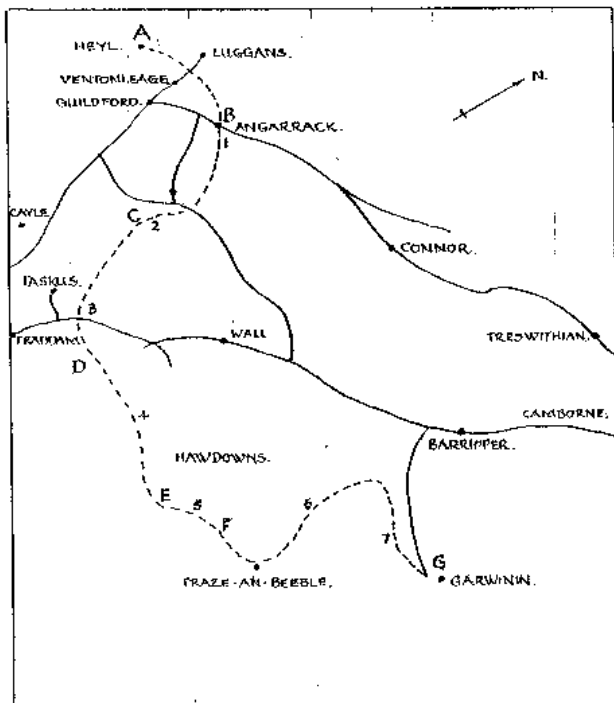 A
HEYL.
LUGGANS.
VENTOMILEAGE
GUILDFORD.
N.
B
ANGARRACK.
1
CAYLE
C
2
CONNOR.
TASKUS.
3
WALL
TRESWITHIAN.
D
4
CAMBORNE.
BARRIPPER.
HAWDOWNS.
E
5
F
6
7
G
PRAZE-AN-BEEBLE.
GARWININ.